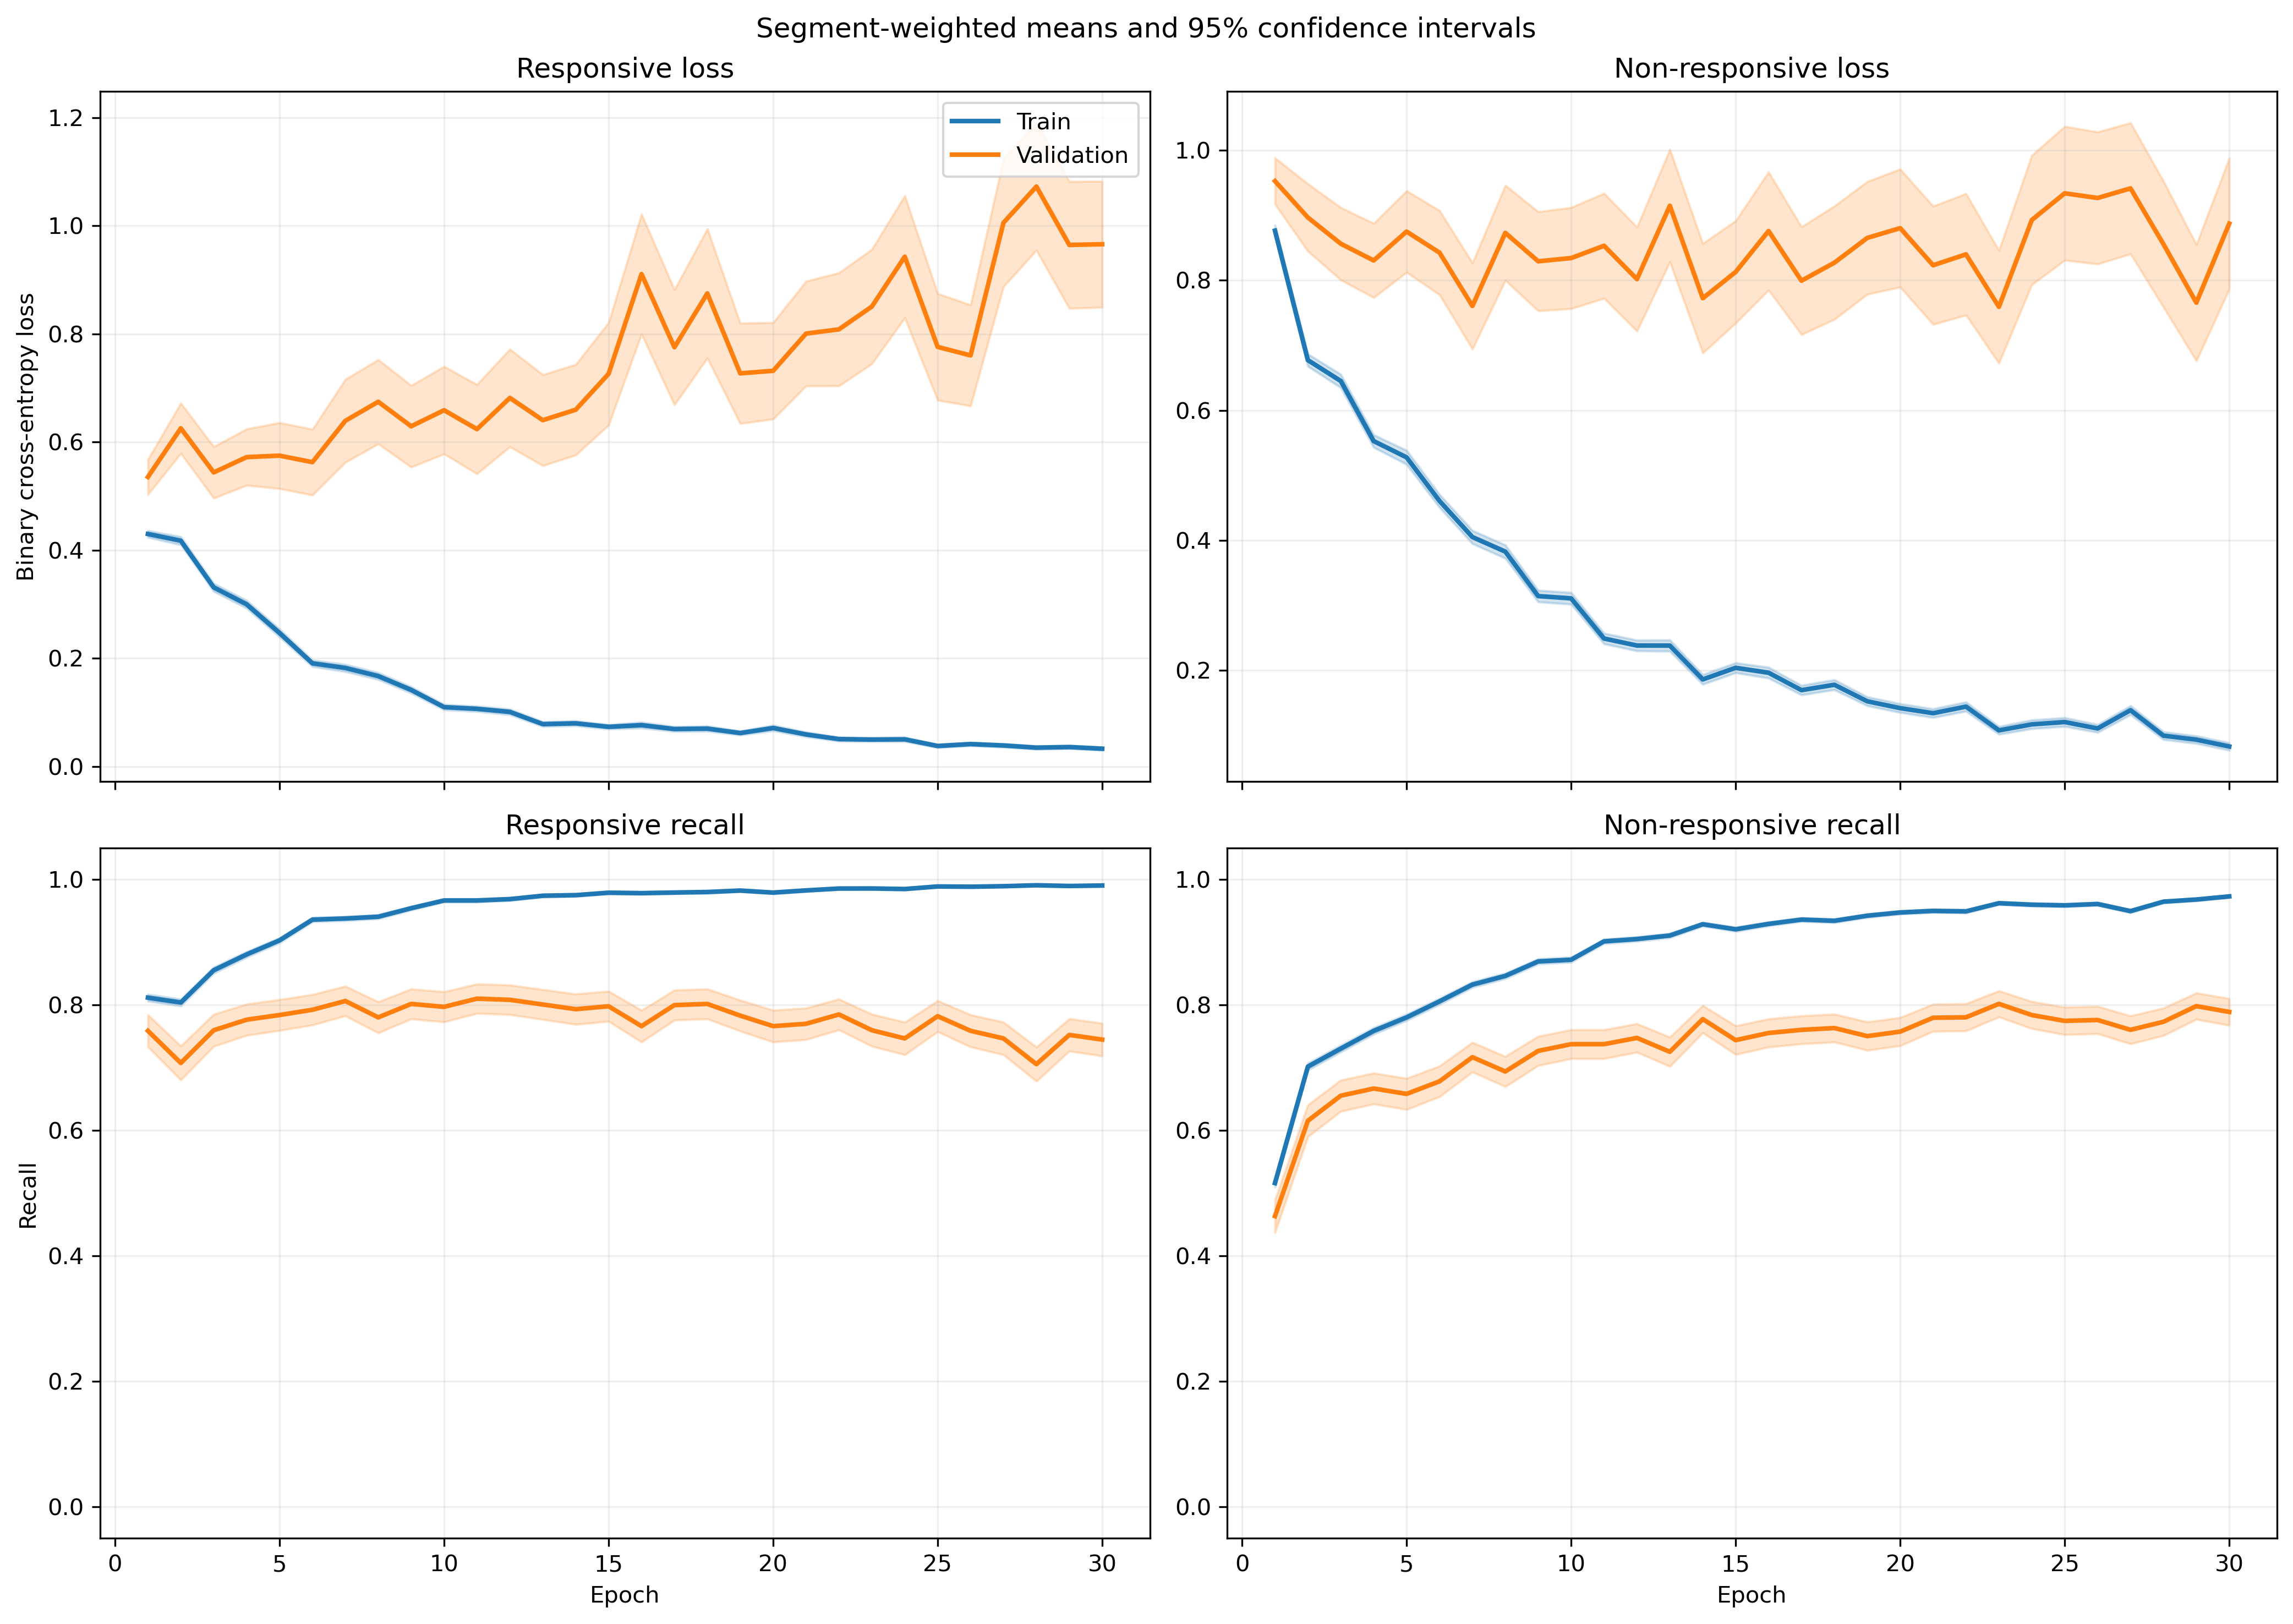 Segment-weighted means and 95% confidence intervals
Responsive loss
Binary cross-entropy loss
1.2
1.0
0.8
0.6
0.4
0.2
0.0
Train
Validation
Non-responsive loss
1.0
0.8
0.6
0.4
0.2
Responsive recall
Recall
1.0
0.8
0.6
0.4
0.2
0.0
0 5 10 15 20 25 30
Epoch
Non-responsive recall
1.0
0.8
0.6
0.4
0.2
0.0
0 5 10 15 20 25 30
Epoch